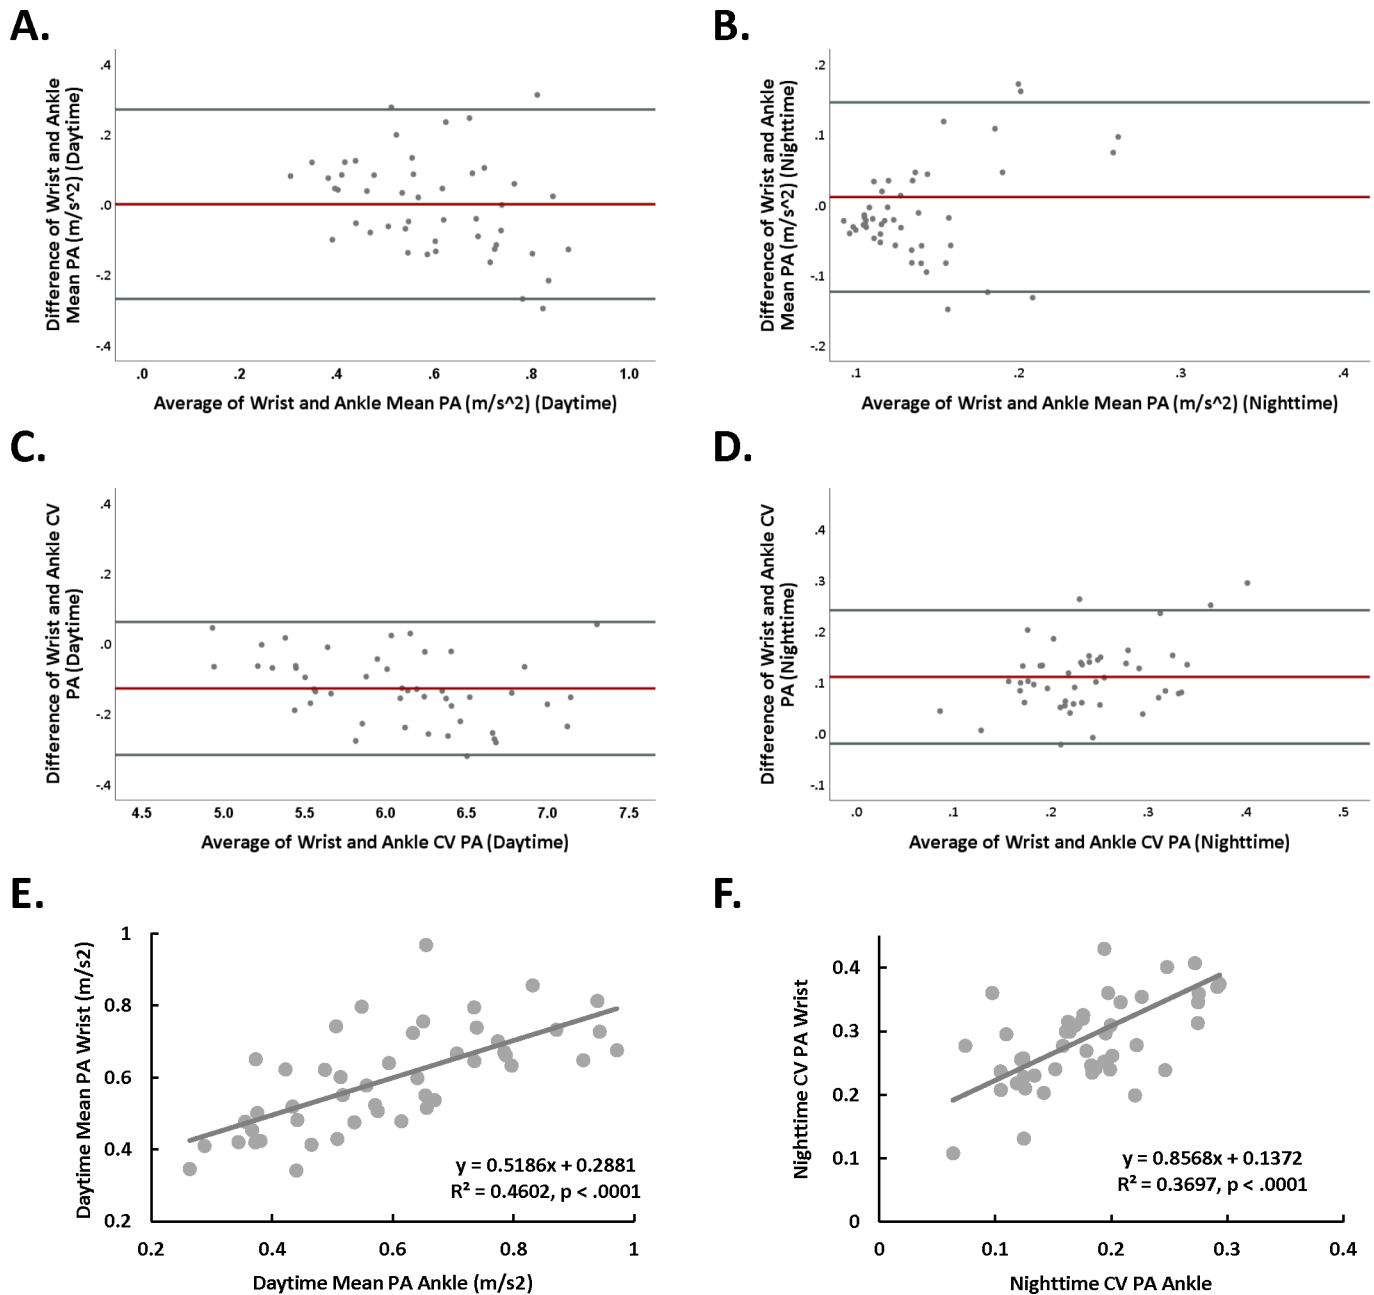 A.
Difference of Wrist and Ankle
Mean PA (m/s^2) (Daytime)
.4
.2
.0
-.2
-.4
.0 .2 .4 .6 .8 1.0
Average of Wrist and Ankle Mean PA (m/s^2) (Daytime)
B.
Difference of Wrist and Ankle
Mean PA (m/s^2) (Nighttime)
.2
.1
.0
-.1
-.2
.1 .2 .3 .4
Average of Wrist and Ankle Mean PA (m/s^2) (Nighttime)
C.
Difference of Wrist and Ankle CV
PA (Daytime)
.4
.2
.0
-.2
-.4
4.5 5.0 5.5 6.0 6.5 7.0 7.5
Average of Wrist and Ankle CV PA (Daytime)
D.
Difference of Wrist and Ankle CV
PA (Nighttime)
.4
.3
.2
.1
.0
-.1
.0 .1 .2 .3 .4 .5
Average of Wrist and Ankle CV PA (Nighttime)
E.
Daytime Mean PA Wrist (m/s2)
1
0.8
0.6
0.4
0.2
y = 0.5186x + 0.2881
R² = 0.4602, p < .0001
0.2 0.4 0.6 0.8 1
Daytime Mean PA Ankle (m/s2)
F.
Nighttime CV PA Wrist
0.4
0.3
0.2
0.1
0
y = 0.8568x + 0.1372
R² = 0.3697, p < .0001
0 0.1 0.2 0.3 0.4
Nighttime CV PA Ankle